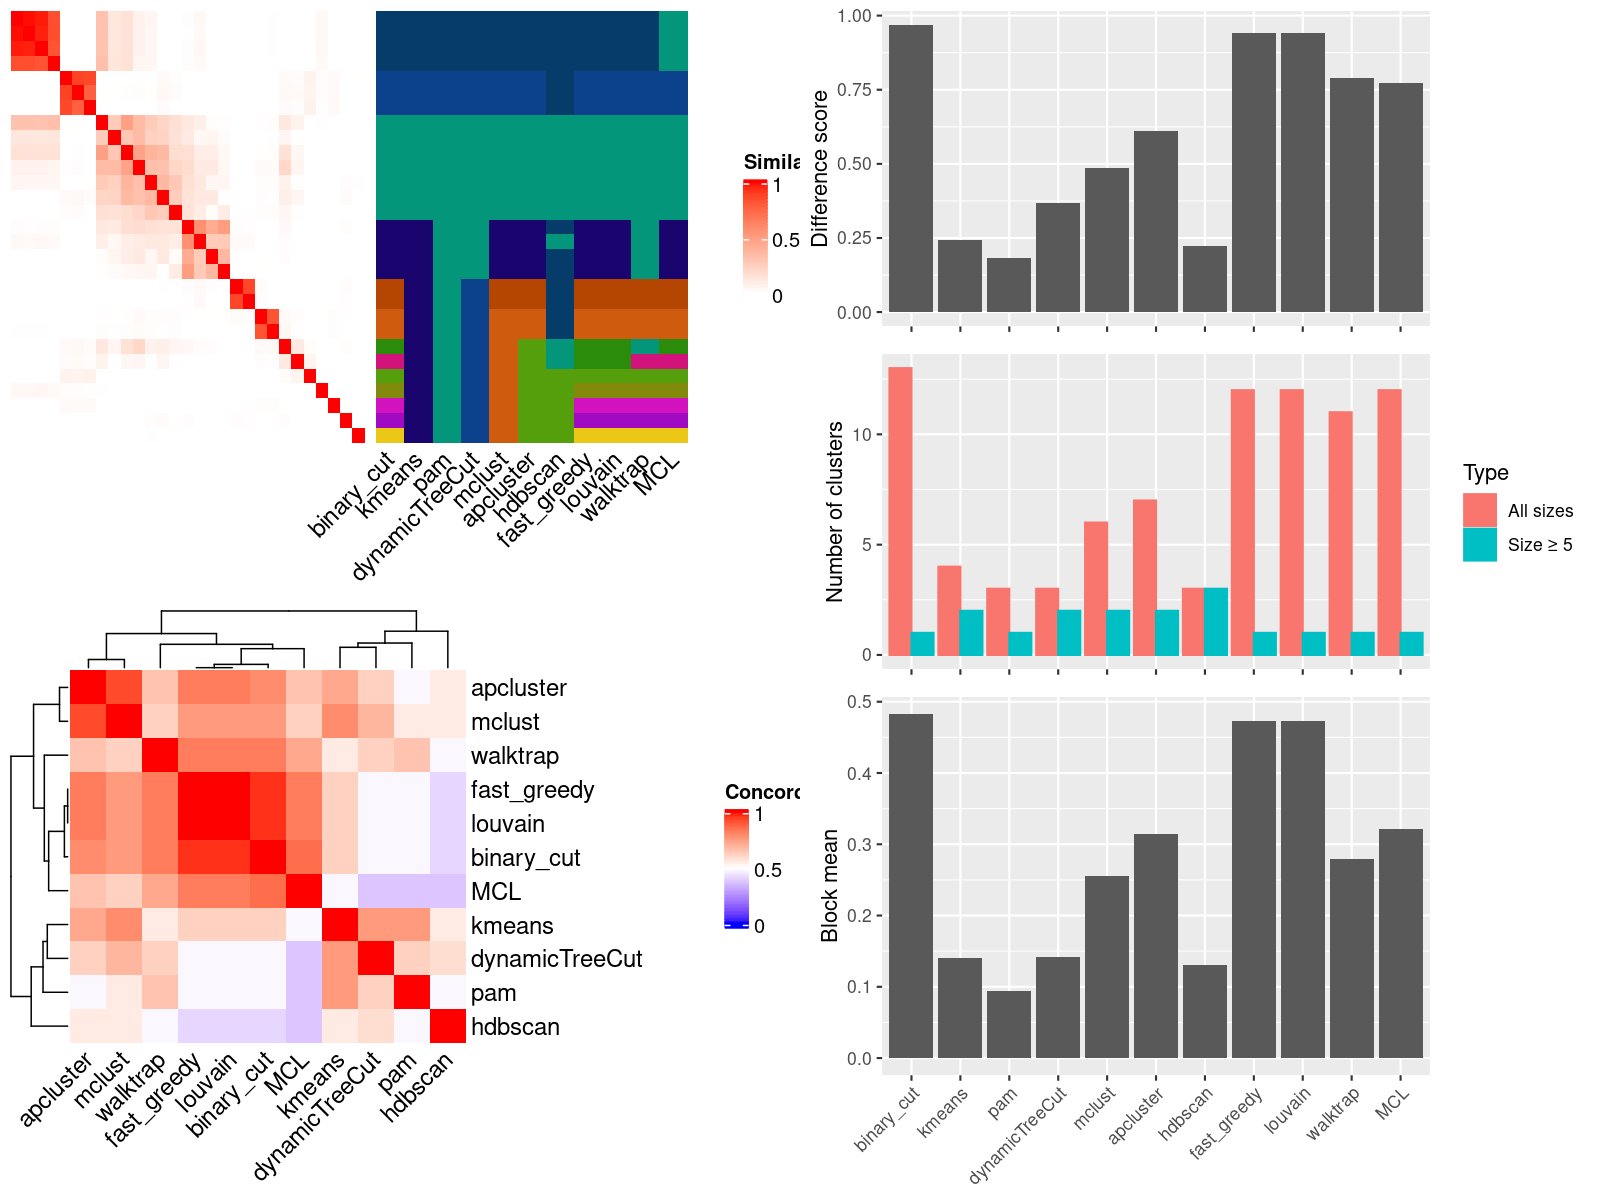 Simila
1
0.5
0
binary_cut
kmeans
pam
dynamicTreeCut
mclust
apcluster
hdbscan
fast_greedy
louvain
walktrap
MCL
apcluster
mclust
walktrap
fast_greedy
louvain
binary_cut
MCL
kmeans
dynamicTreeCut
pam
hdbscan
apcluster
mclust
walktrap
fast_greedy
louvain
binary_cut
MCL
kmeans
dynamicTreeCut
pam
hdbscan
Concord
1
0.5
0
Difference score
1.00
0.75
0.50
0.25
0.00
Number of clusters
10
5
0
Type
All sizes
Size ≥ 5
Block mean
0.5
0.4
0.3
0.2
0.1
0.0
binary_cut
kmeans
pam
dynamicTreeCut
mclust
apcluster
hdbscan
fast_greedy
louvain
walktrap
MCL